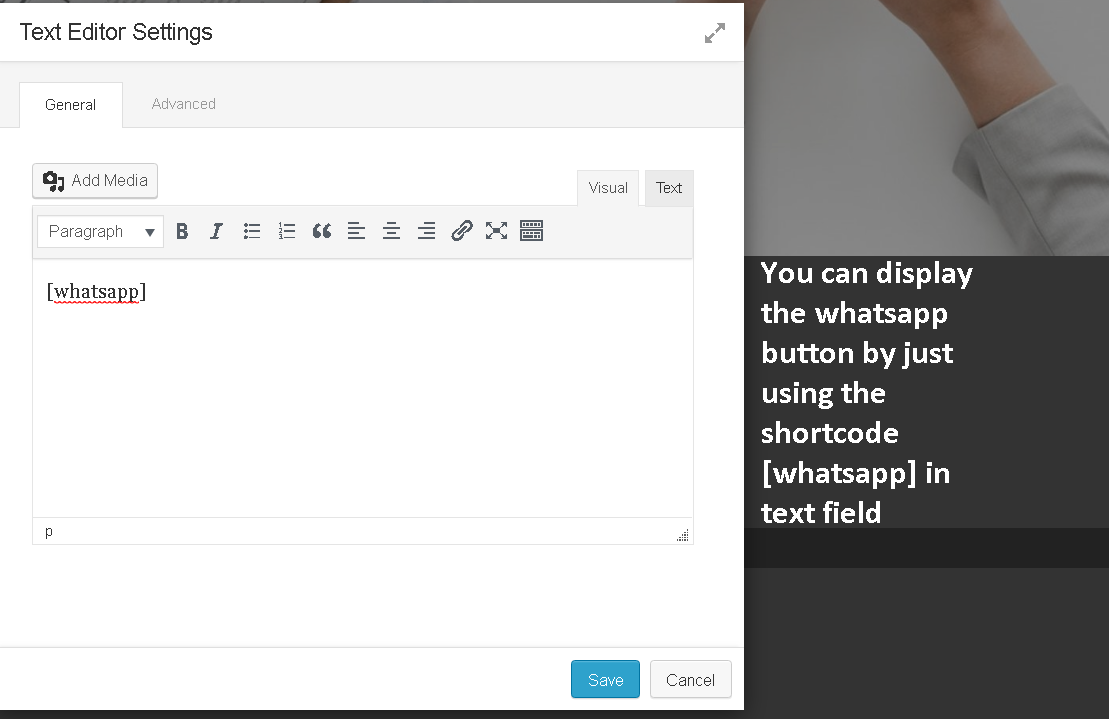 Text Editor Settings
General
Advanced
Add Media
Visual
Text
Paragraph
[whatsapp]
p
Save
Cancel
You can display
the whatsapp
button by just
using the
shortcode
[whatsapp] in
text field